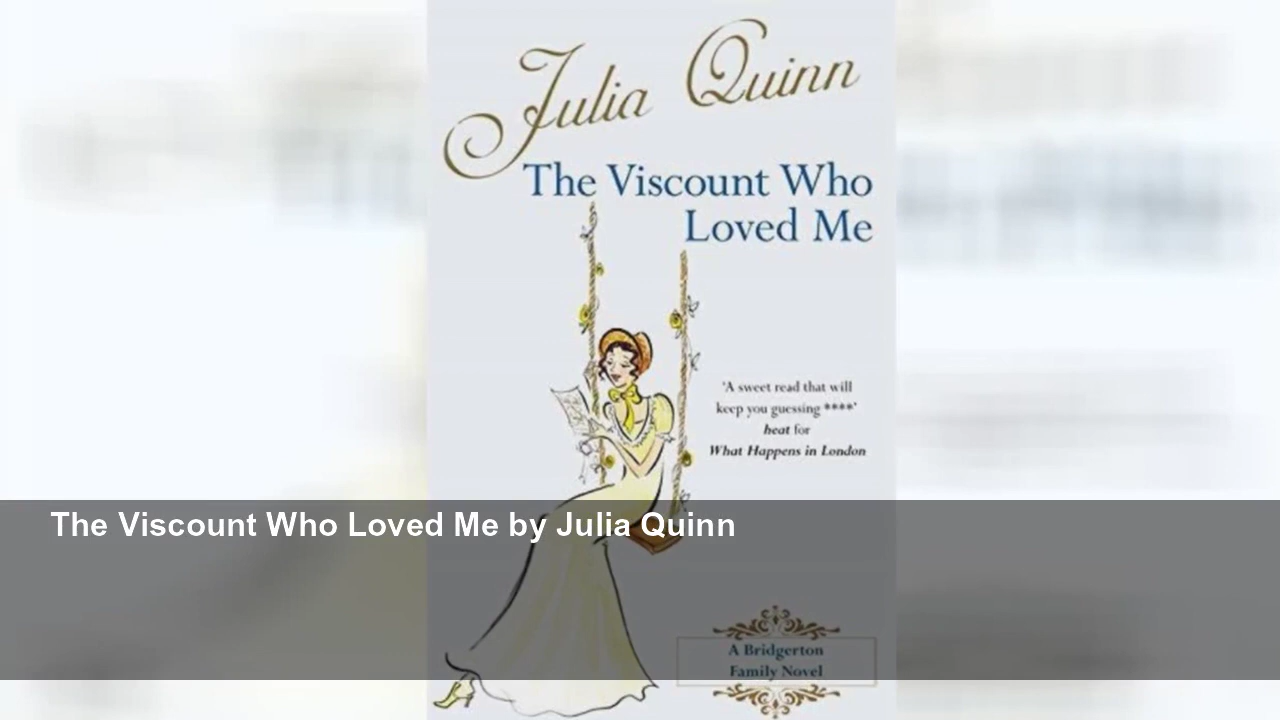 Julia Quinn
The Viscount Who
Loved Me
'A sweet read that will
keep you guessing ****'
heat for
What Happens in London
The Viscount Who Loved Me by Julia Quinn
A Bridgerton
Family Novel